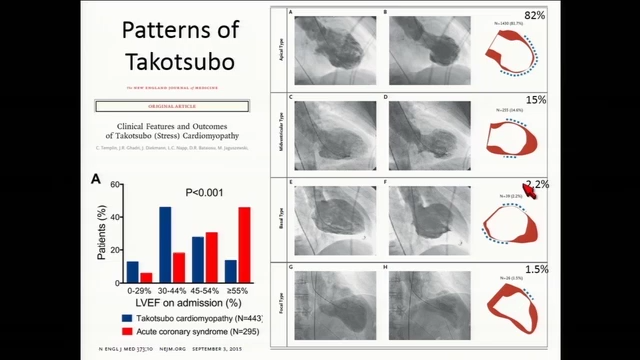 Patterns of
Takotsubo
The NEW ENGLAND JOURNAL of MEDICINE
ORIGINAL ARTICLE
Clinical Features and Outcomes
of Takotsubo (Stress) Cardiomyopathy
A
P<0.001
Patients (%)
60
40
20
0
0-29% 30-44% 45-54% ≥55%
LVEF on admission (%)
Takotsubo cardiomyopathy (N=443)
Acute coronary syndrome (N=295)
N ENGL J MED 373;10 NEJM.ORG SEPTEMBER 3, 2015
A
B
82%
Apical Type
C
D
15%
Midventricular Type
E
F
2.2%
Basal Type
G
H
1.5%
Focal Type